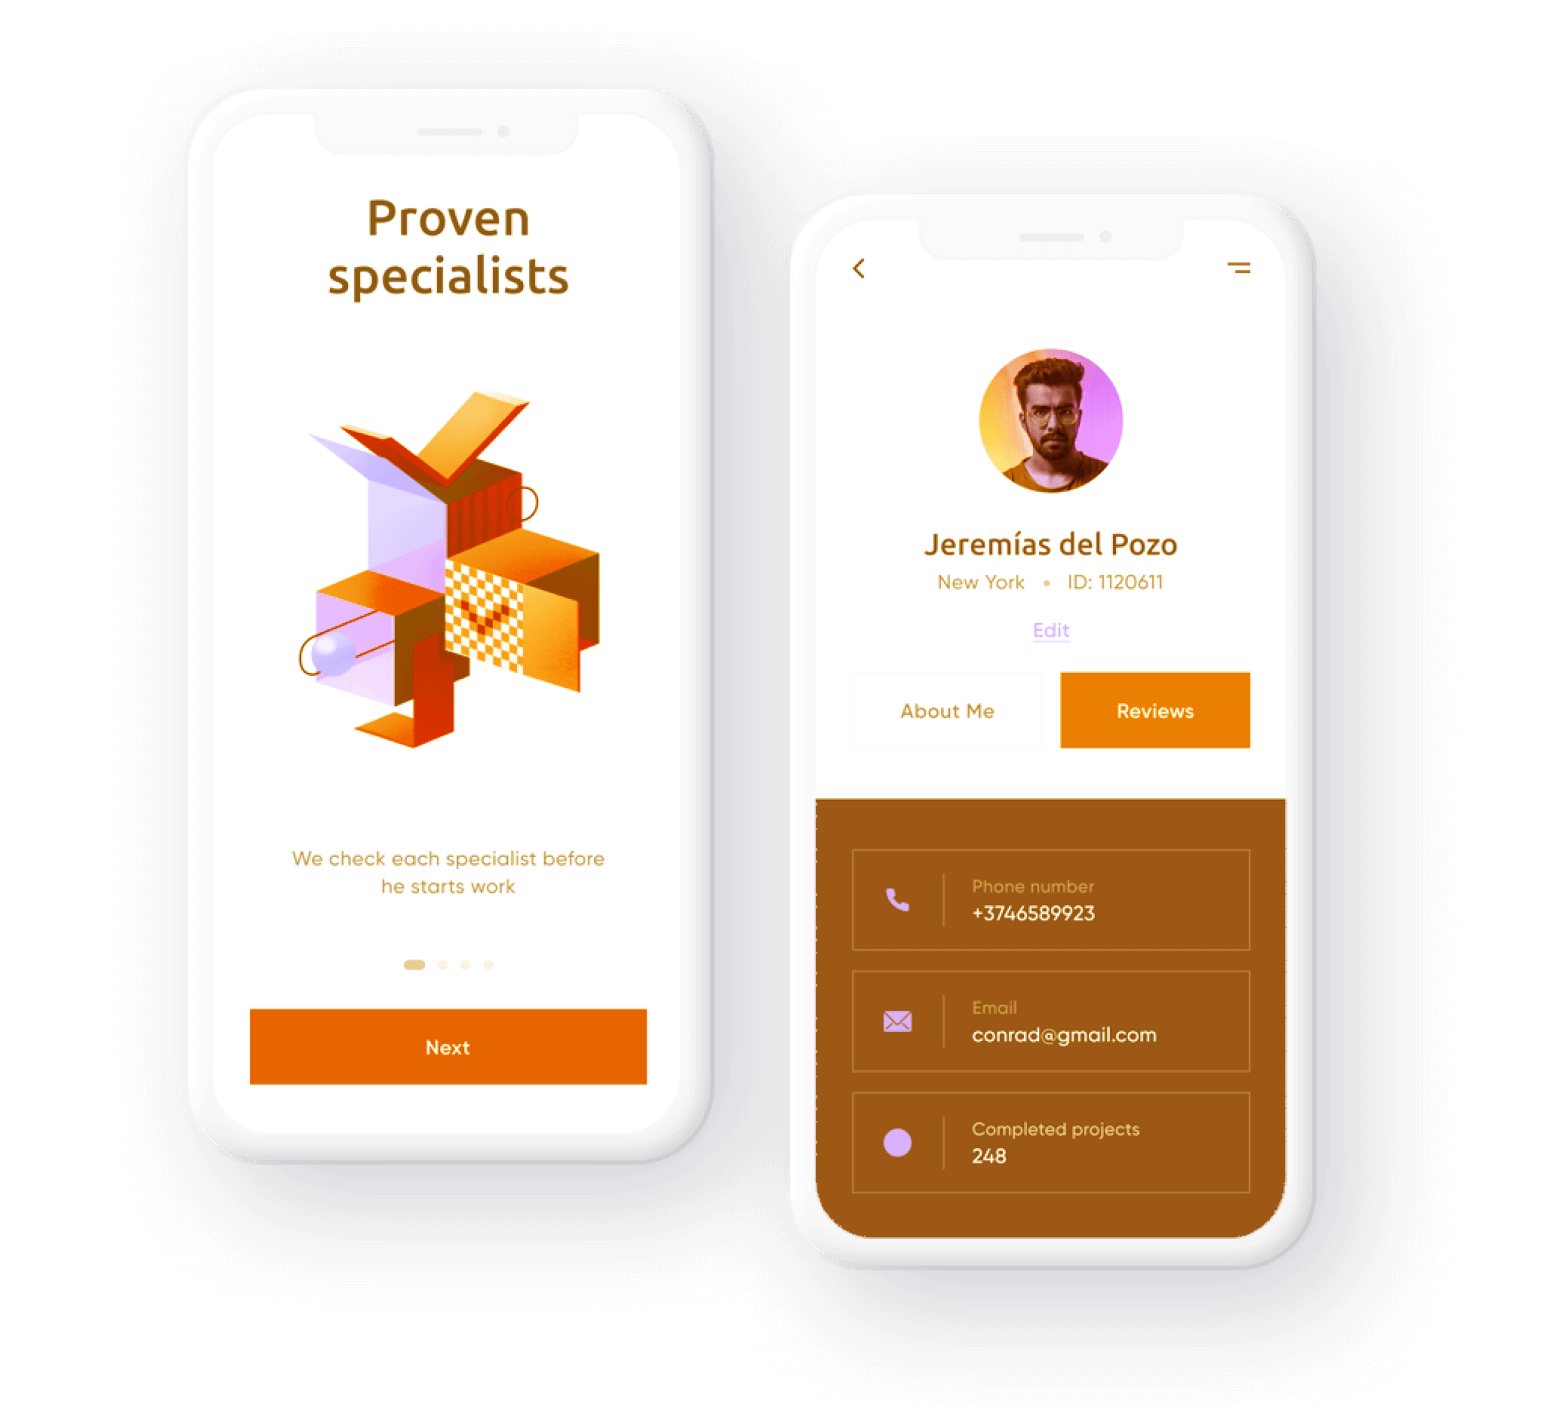 Proven
specialists
We check each specialist before
he starts work
Next
Jeremías del Pozo
New York • ID: 1120611
Edit
About Me
Reviews
Phone number
+3746589923
Email
conrad@gmail.com
Completed projects
248